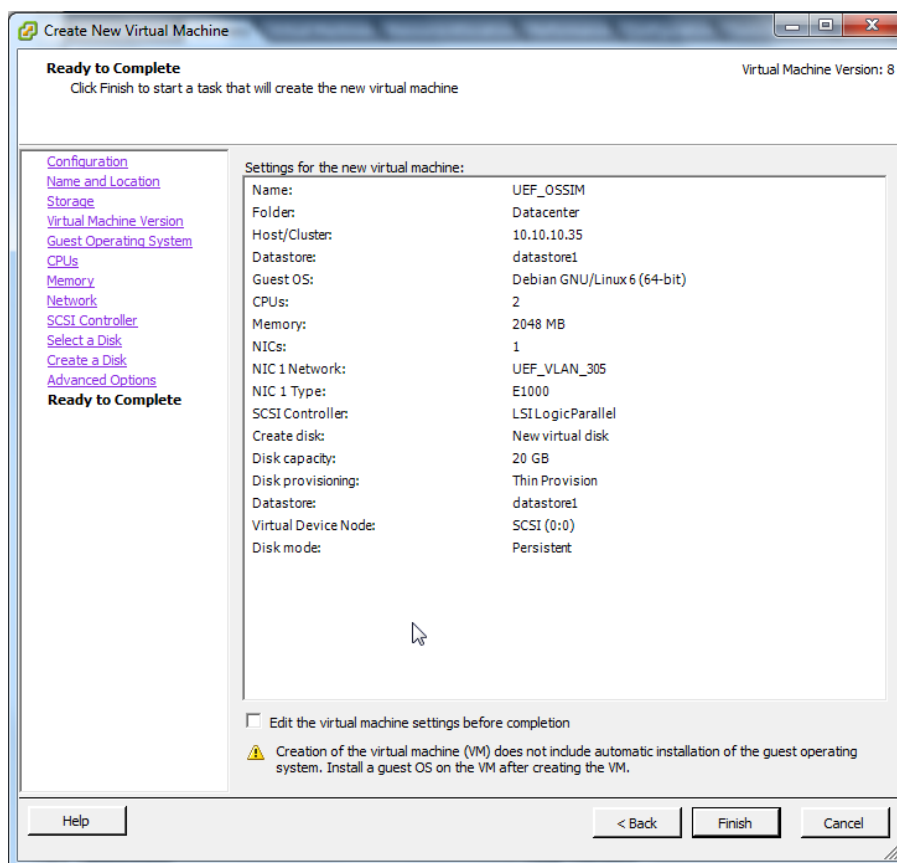 Create New Virtual Machine
Ready to Complete
Virtual Machine Version: 8
Click Finish to start a task that will create the new virtual machine
Configuration
Name and Location
Storage
Virtual Machine Version
Guest Operating System
CPUs
Memory
Network
SCSI Controller
Select a Disk
Create a Disk
Advanced Options
Ready to Complete
Settings for the new virtual machine:
Name: UEF_OSSIM
Folder: Datacenter
Host/Cluster: 10.10.10.35
Datastore: datastore1
Guest OS: Debian GNU/Linux 6 (64-bit)
CPUs: 2
Memory: 2048 MB
NICs: 1
NIC 1 Network: UEF_VLAN_305
NIC 1 Type: E1000
SCSI Controller: LSI Logic Parallel
Create disk: New virtual disk
Disk capacity: 20 GB
Disk provisioning: Thin Provision
Datastore: datastore1
Virtual Device Node: SCSI (0:0)
Disk mode: Persistent
Edit the virtual machine settings before completion
Creation of the virtual machine (VM) does not include automatic installation of the guest operating
system. Install a guest OS on the VM after creating the VM.
Help
< Back
Finish
Cancel